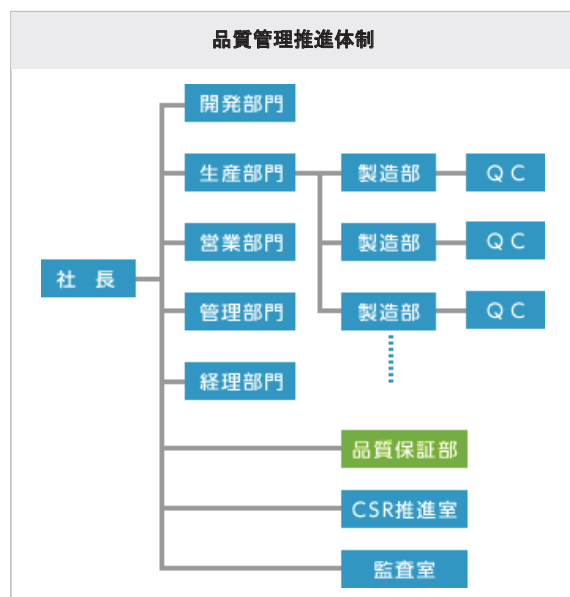 品質管理推進体制
開発部門
生産部門 製造部 QC
営業部門 製造部 QC
社長
管理部門 製造部 QC
経理部門
品質保証部
CSR推進室
監査室